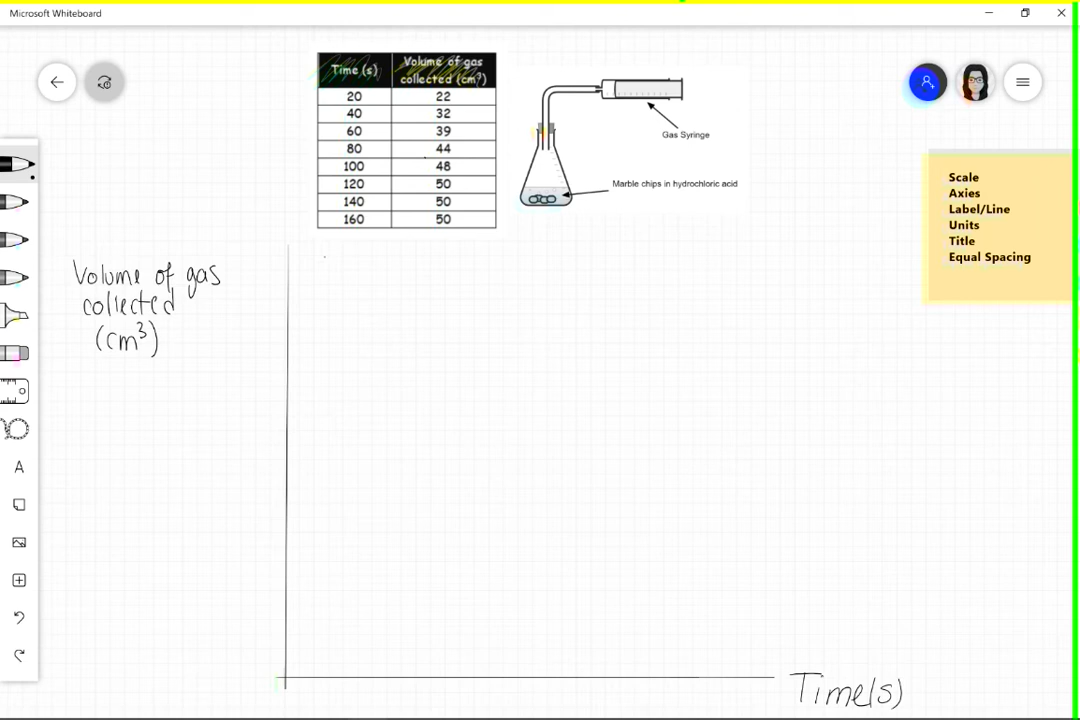 Microsoft Whiteboard
Time (s) Volume of gas collected (cm³)
20 22
40 32
60 39
80 44
100 48
120 50
140 50
160 50
Gas Syringe
Marble chips in hydrochloric acid
Scale
Axies
Label/Line
Units
Title
Equal Spacing
Volume of gas
collected
(cm³)
A
Time(s)